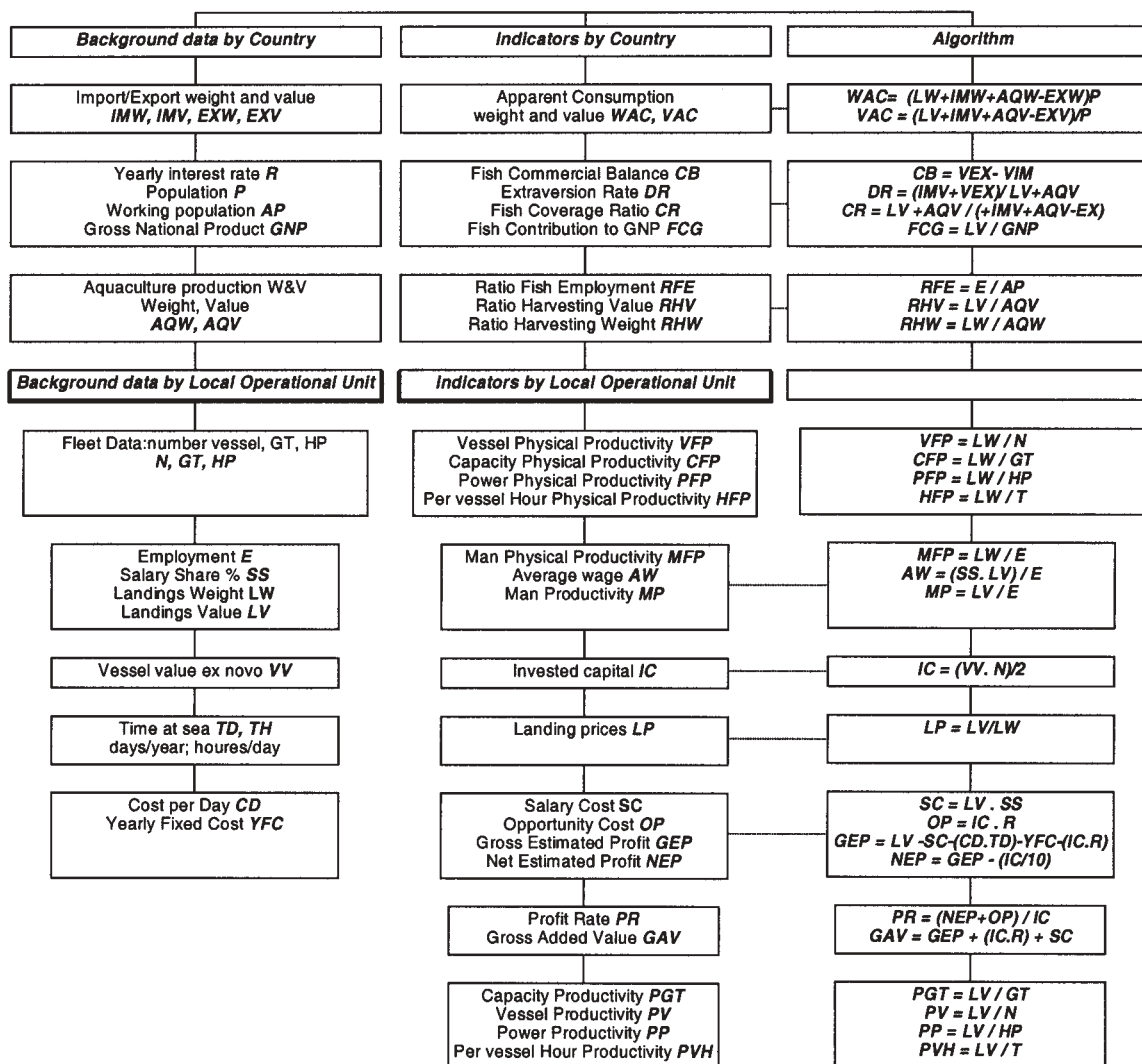 Background data by Country
Import/Export weight and value
IMW, IMV, EXW, EXV
Yearly interest rate R
Population P
Working population AP
Gross National Product GNP
Aquaculture production W&V
Weight, Value
AQW, AQV
Background data by Local Operational Unit
Fleet Data:number vessel, GT, HP
N, GT, HP
Employment E
Salary Share % SS
Landings Weight LW
Landings Value LV
Vessel value ex novo VV
Time at sea TD, TH
days/year; houres/day
Cost per Day CD
Yearly Fixed Cost YFC
Indicators by Country
Apparent Consumption
weight and value WAC, VAC
Fish Commercial Balance CB
Extraversion Rate DR
Fish Coverage Ratio CR
Fish Contribution to GNP FCG
Ratio Fish Employment RFE
Ratio Harvesting Value RHV
Ratio Harvesting Weight RHW
Indicators by Local Operational Unit
Vessel Physical Productivity VFP
Capacity Physical Productivity CFP
Power Physical Productivity PFP
Per vessel Hour Physical Productivity HFP
Man Physical Productivity MFP
Average wage AW
Man Productivity MP
Invested capital IC
Landing prices LP
Salary Cost SC
Opportunity Cost OP
Gross Estimated Profit GEP
Net Estimated Profit NEP
Profit Rate PR
Gross Added Value GAV
Capacity Productivity PGT
Vessel Productivity PV
Power Productivity PP
Per vessel Hour Productivity PVH
Algorithm
WAC= (LW+IMW+AQW-EXW)P
VAC = (LV+IMV+AQV-EXV)/P
CB = VEX- VIM
DR = (IMV+VEX)/ LV+AQV
CR = LV +AQV / (+IMV+AQV-EX)
FCG = LV / GNP
RFE = E / AP
RHV = LV / AQV
RHW = LW / AQW
VFP = LW / N
CFP = LW / GT
PFP = LW / HP
HFP = LW / T
MFP = LW / E
AW = (SS. LV) / E
MP = LV / E
IC = (VV. N)/2
LP = LV/LW
SC = LV . SS
OP = IC . R
GEP = LV -SC-(CD.TD)-YFC-(IC.R)
NEP = GEP - (IC/10)
PR = (NEP+OP) / IC
GAV = GEP + (IC.R) + SC
PGT = LV / GT
PV = LV / N
PP = LV / HP
PVH = LV / T